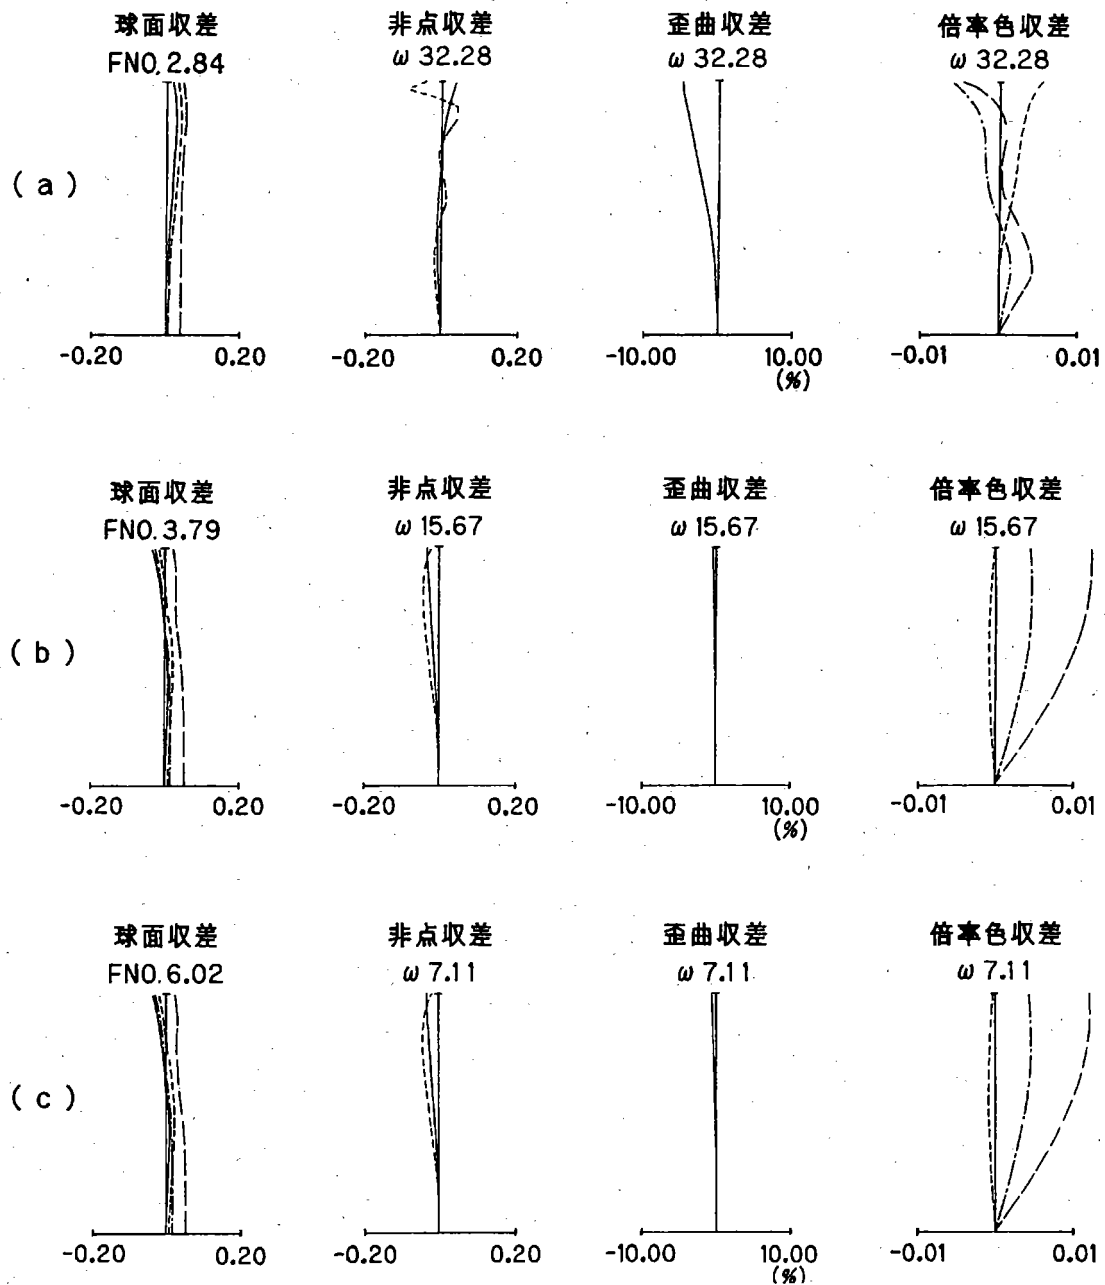 球面収差 非点収差 歪曲収差 倍率色収差
FNO. 2.84 ω 32.28 ω 32.28 ω 32.28
(a)
-0.20 0.20 -0.20 0.20 -10.00 10.00 -0.01 0.01
(%)
球面収差 非点収差 歪曲収差 倍率色収差
FNO. 3.79 ω 15.67 ω 15.67 ω 15.67
(b)
-0.20 0.20 -0.20 0.20 -10.00 10.00 -0.01 0.01
(%)
球面収差 非点収差 歪曲収差 倍率色収差
FNO. 6.02 ω 7.11 ω 7.11 ω 7.11
(c)
-0.20 0.20 -0.20 0.20 -10.00 10.00 -0.01 0.01
(%)